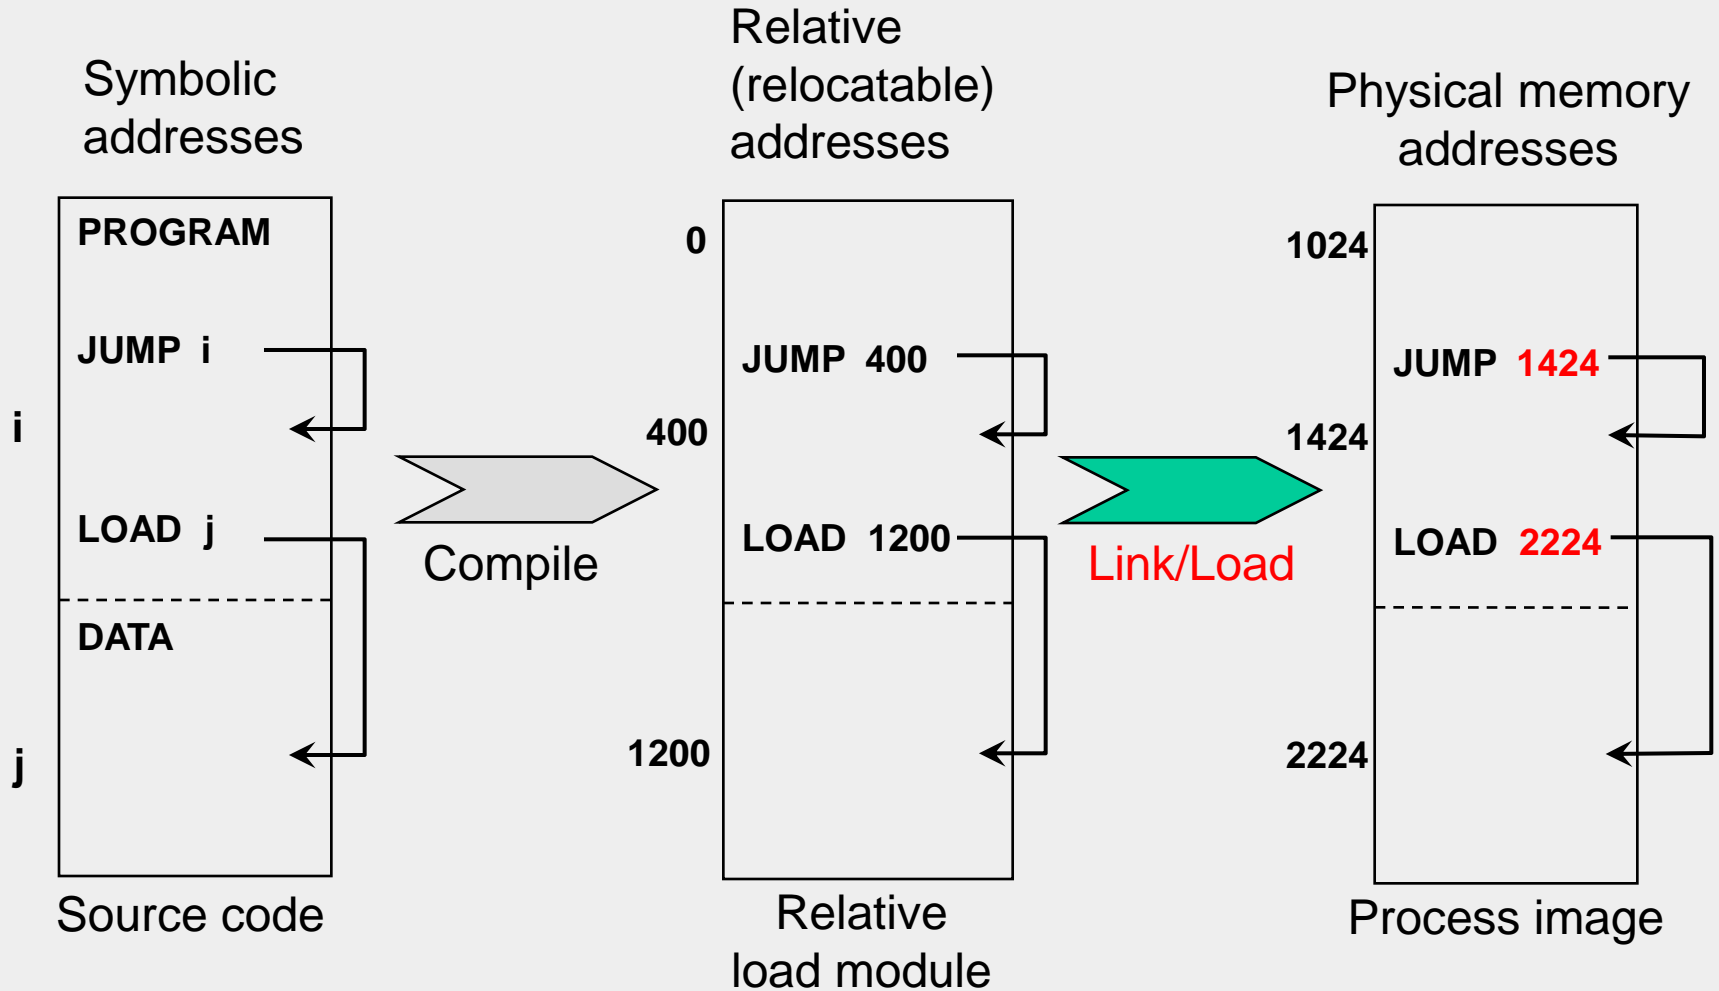 Symbolic
addresses
PROGRAM
JUMP i
i
LOAD j
DATA
j
Source code
Compile
Relative
(relocatable)
addresses
0
JUMP 400
400
LOAD 1200
1200
Relative
load module
Link/Load
Physical memory
addresses
1024
JUMP 1424
1424
LOAD 2224
2224
Process image